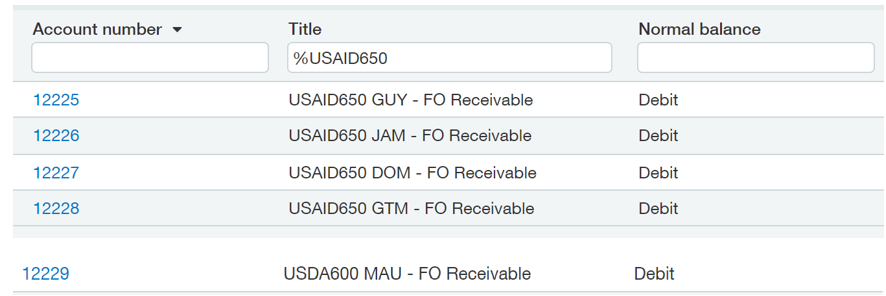 Account number Title Normal balance
%USAID650
12225 USAID650 GUY - FO Receivable Debit
12226 USAID650 JAM - FO Receivable Debit
12227 USAID650 DOM - FO Receivable Debit
12228 USAID650 GTM - FO Receivable Debit
12229 USDA600 MAU - FO Receivable Debit